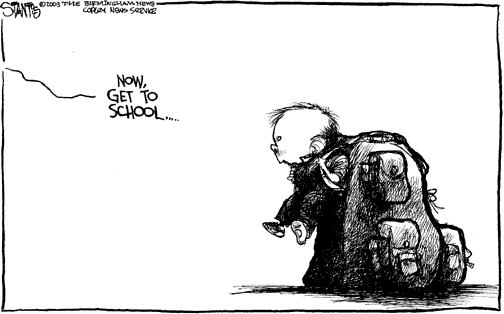 STANTIS ©2003 THE BIRMINGHAM NEWS
COPLEY NEWS SERVICE
NOW,
GET TO
SCHOOL.....